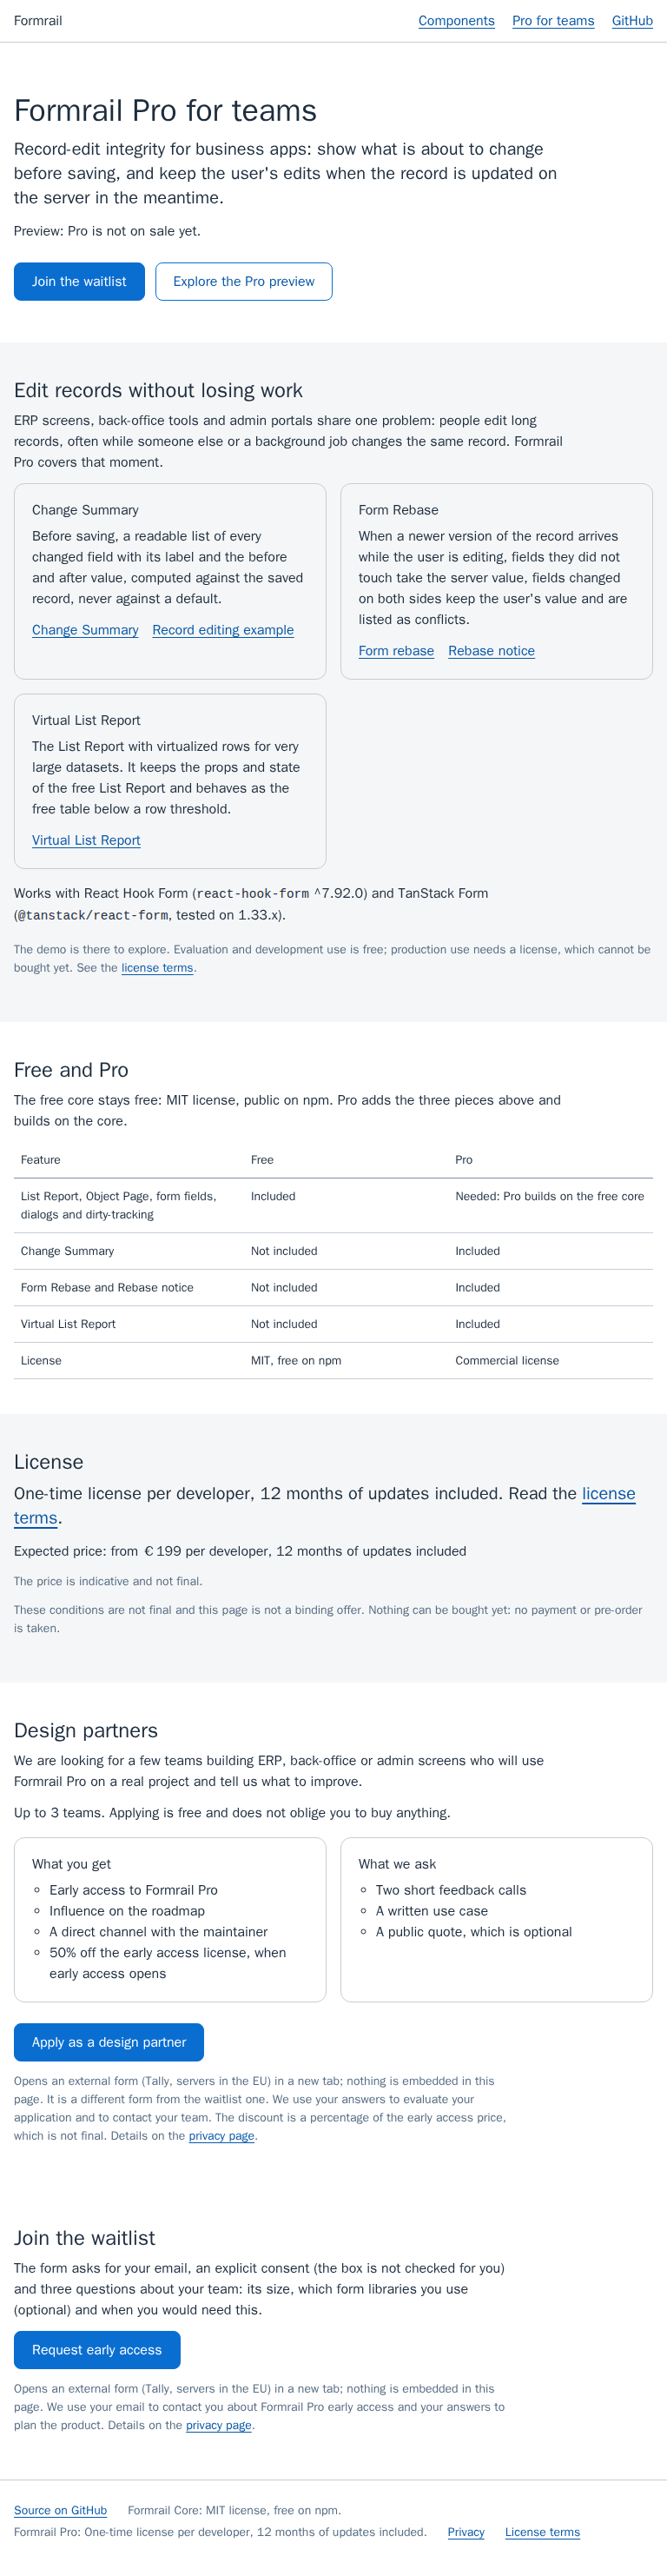 Formrail
Components
Pro for teams
GitHub
Formrail Pro for teams
Record-edit integrity for business apps: show what is about to change
before saving, and keep the user's edits when the record is updated on
the server in the meantime.
Preview: Pro is not on sale yet.
Join the waitlist
Explore the Pro preview
Edit records without losing work
ERP screens, back-office tools and admin portals share one problem: people edit long
records, often while someone else or a background job changes the same record. Formrail
Pro covers that moment.
Change Summary
Before saving, a readable list of every
changed field with its label and the before
and after value, computed against the saved
record, never against a default.
Change Summary
Record editing example
Form Rebase
When a newer version of the record arrives
while the user is editing, fields they did not
touch take the server value, fields changed
on both sides keep the user's value and are
listed as conflicts.
Form rebase
Rebase notice
Virtual List Report
The List Report with virtualized rows for very
large datasets. It keeps the props and state
of the free List Report and behaves as the
free table below a row threshold.
Virtual List Report
Works with React Hook Form (react-hook-form ^7.92.0) and TanStack Form
(@tanstack/react-form, tested on 1.33.x).
The demo is there to explore. Evaluation and development use is free; production use needs a license, which cannot be
bought yet. See the license terms.
Free and Pro
The free core stays free: MIT license, public on npm. Pro adds the three pieces above and
builds on the core.
Feature
Free
Pro
List Report, Object Page, form fields,
dialogs and dirty-tracking
Included
Needed: Pro builds on the free core
Change Summary
Not included
Included
Form Rebase and Rebase notice
Not included
Included
Virtual List Report
Not included
Included
License
MIT, free on npm
Commercial license
License
One-time license per developer, 12 months of updates included. Read the license
terms.
Expected price: from €199 per developer, 12 months of updates included
The price is indicative and not final.
These conditions are not final and this page is not a binding offer. Nothing can be bought yet: no payment or pre-order
is taken.
Design partners
We are looking for a few teams building ERP, back-office or admin screens who will use
Formrail Pro on a real project and tell us what to improve.
Up to 3 teams. Applying is free and does not oblige you to buy anything.
What you get
Early access to Formrail Pro
Influence on the roadmap
A direct channel with the maintainer
50% off the early access license, when
early access opens
What we ask
Two short feedback calls
A written use case
A public quote, which is optional
Apply as a design partner
Opens an external form (Tally, servers in the EU) in a new tab; nothing is embedded in this
page. It is a different form from the waitlist one. We use your answers to evaluate your
application and to contact your team. The discount is a percentage of the early access price,
which is not final. Details on the privacy page.
Join the waitlist
The form asks for your email, an explicit consent (the box is not checked for you)
and three questions about your team: its size, which form libraries you use
(optional) and when you would need this.
Request early access
Opens an external form (Tally, servers in the EU) in a new tab; nothing is embedded in this
page. We use your email to contact you about Formrail Pro early access and your answers to
plan the product. Details on the privacy page.
Source on GitHub
Formrail Core: MIT license, free on npm.
Formrail Pro: One-time license per developer, 12 months of updates included.
Privacy
License terms